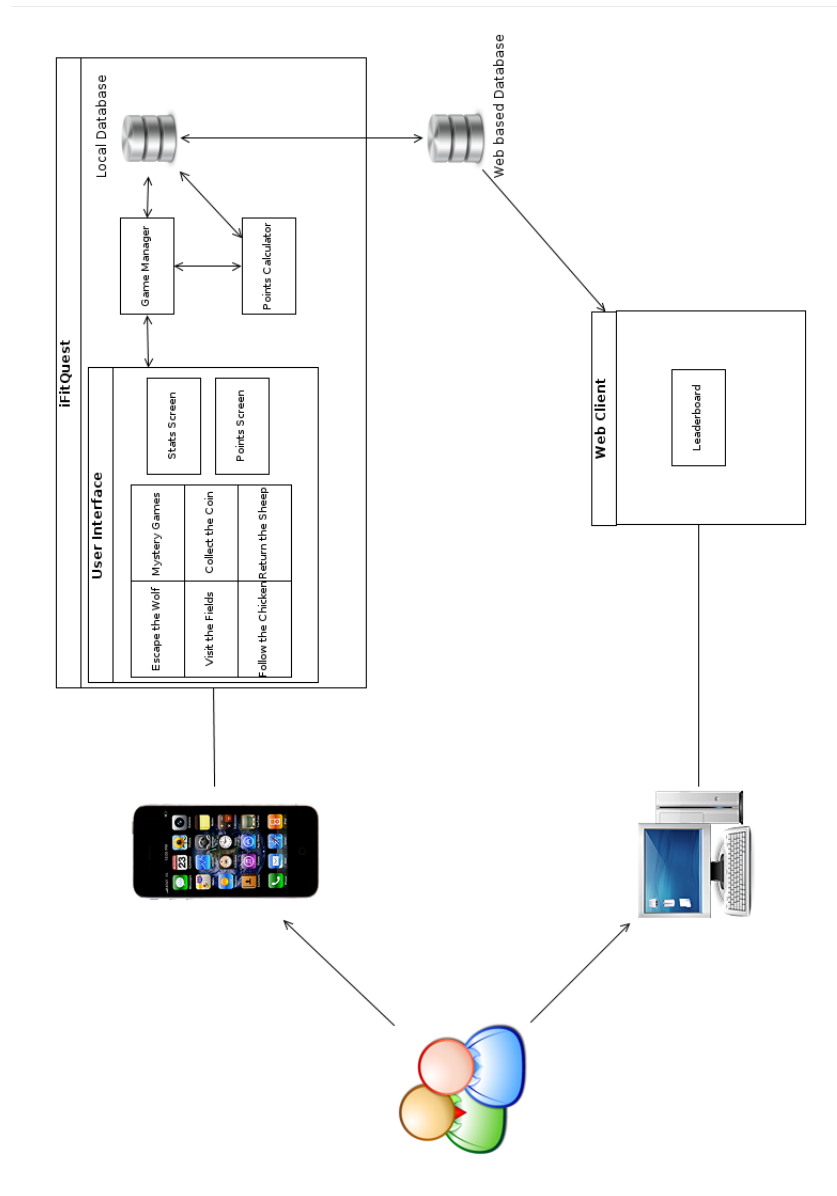 iFitQuest
User Interface
Escape the Wolf
Mystery Games
Visit the Fields
Collect the Coin
Follow the Chicken
Return the Sheep
Stats Screen
Points Screen
Game Manager
Points Calculator
Local Database
Web based Database
Web Client
Leaderboard
23